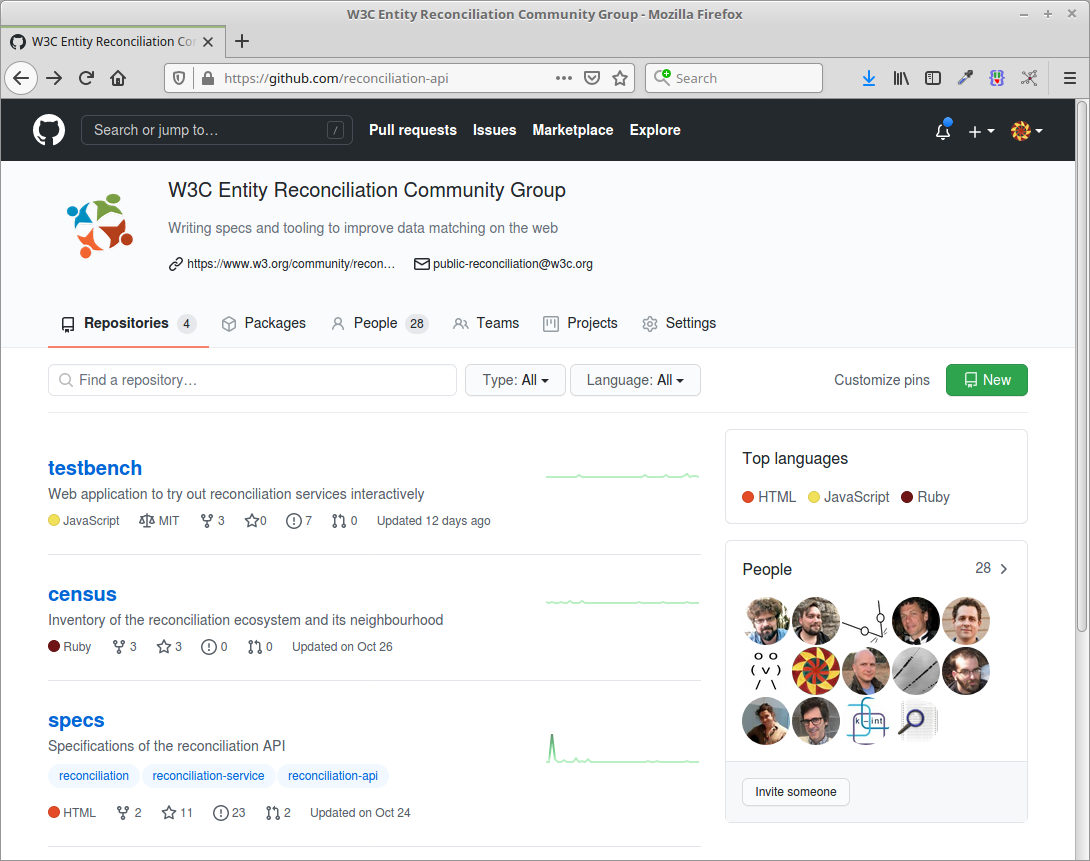 W3C Entity Reconciliation Community Group - Mozilla Firefox
W3C Entity Reconciliation Cor
https://github.com/reconciliation-api
Search
Search or jump to…
/
Pull requests
Issues
Marketplace
Explore
W3C Entity Reconciliation Community Group
Writing specs and tooling to improve data matching on the web
https://www.w3.org/community/recon…
public-reconciliation@w3c.org
Repositories 4
Packages
People 28
Teams
Projects
Settings
Find a repository…
Type: All
Language: All
Customize pins
New
testbench
Web application to try out reconciliation services interactively
JavaScript MIT 3 0 7 0 Updated 12 days ago
census
Inventory of the reconciliation ecosystem and its neighbourhood
Ruby 3 3 0 0 Updated on Oct 26
specs
Specifications of the reconciliation API
reconciliation reconciliation-service reconciliation-api
HTML 2 11 23 2 Updated on Oct 24
Top languages
HTML JavaScript Ruby
People 28
k-int
Invite someone